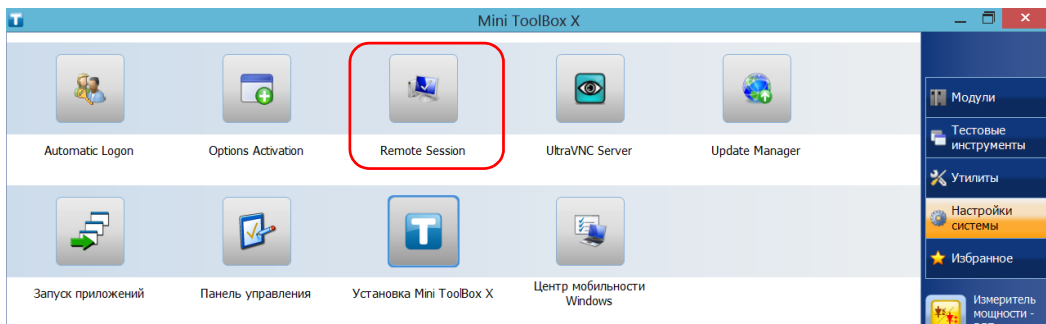 Mini ToolBox X
Automatic Logon
Options Activation
Remote Session
UltraVNC Server
Update Manager
Запуск приложений
Панель управления
Установка Mini ToolBox X
Центр мобильности
Windows
Модули
Тестовые
инструменты
Утилиты
Настройки
системы
Избранное
Измеритель
мощности -